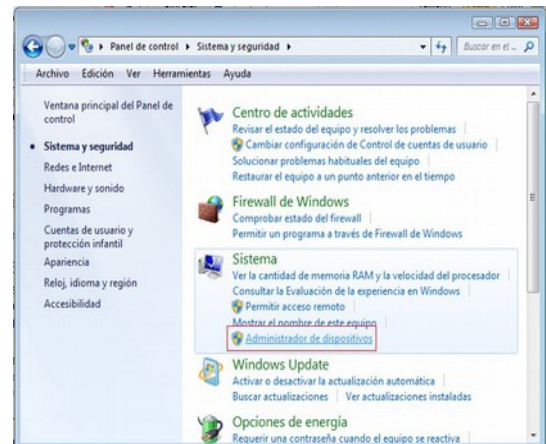 Panel de control Sistema y seguridad
Buscar en el ...
Archivo Edición Ver Herramientas Ayuda
Ventana principal del Panel de
control
Sistema y seguridad
Redes e Internet
Hardware y sonido
Programas
Cuentas de usuario y
protección infantil
Apariencia
Reloj, idioma y región
Accesibilidad
Centro de actividades
Revisar el estado del equipo y resolver los problemas
Cambiar configuración de Control de cuentas de usuario
Solucionar problemas habituales del equipo
Restaurar el equipo a un punto anterior en el tiempo
Firewall de Windows
Comprobar estado del firewall
Permitir un programa a través de Firewall de Windows
Sistema
Ver la cantidad de memoria RAM y la velocidad del procesador
Consultar la Evaluación de la experiencia en Windows
Permitir acceso remoto
Mostrar el nombre de este equipo
Administrador de dispositivos
Windows Update
Activar o desactivar la actualización automática
Buscar actualizaciones Ver actualizaciones instaladas
Opciones de energía
Requerir una contraseña cuando el equipo se reactiva